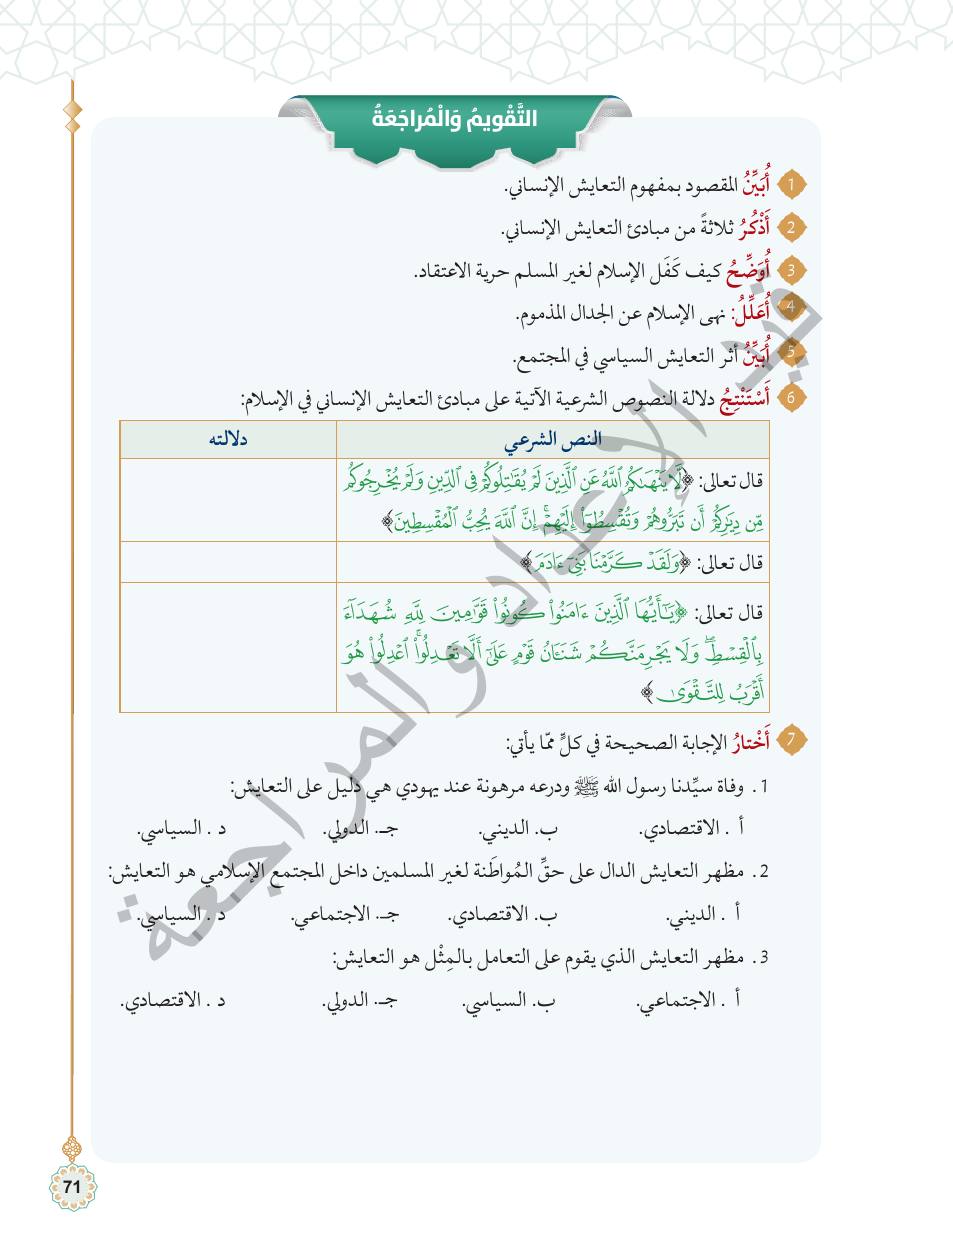 التَّقْويمُ وَالْمُراجَعَةُ
1 أُبَيِّنُ المقصود بمفهوم التعايش الإنساني.
2 أَذْكُرُ ثلاثةً من مبادئ التعايش الإنساني.
3 أُوَضِّحُ كيف كَفَل الإسلام لغير المسلم حرية الاعتقاد.
4 أُعَلِّلُ: نهى الإسلام عن الجدال المذموم.
5 أُبَيِّنُ أثر التعايش السياسي في المجتمع.
6 أَسْتَنْتِجُ دلالة النصوص الشرعية الآتية على مبادئ التعايش الإنساني في الإسلام:
النص الشرعي دلالته
قال تعالى: ﴿لَّا يَنْهَىٰكُمُ ٱللَّهُ عَنِ ٱلَّذِينَ لَمْ يُقَٰتِلُوكُمْ فِى ٱلدِّينِ وَلَمْ يُخْرِجُوكُم
مِّن دِيَٰرِكُمْ أَن تَبَرُّوهُمْ وَتُقْسِطُوٓا۟ إِلَيْهِمْ ۚ إِنَّ ٱللَّهَ يُحِبُّ ٱلْمُقْسِطِينَ﴾
قال تعالى: ﴿وَلَقَدْ كَرَّمْنَا بَنِىٓ ءَادَمَ﴾
قال تعالى: ﴿يَٰٓأَيُّهَا ٱلَّذِينَ ءَامَنُوا۟ كُونُوا۟ قَوَّٰمِينَ لِلَّهِ شُهَدَآءَ
بِٱلْقِسْطِ ۖ وَلَا يَجْرِمَنَّكُمْ شَنَـَٔانُ قَوْمٍ عَلَىٰٓ أَلَّا تَعْدِلُوا۟ ۚ ٱعْدِلُوا۟ هُوَ
أَقْرَبُ لِلتَّقْوَىٰ﴾
7 أَخْتارُ الإجابة الصحيحة في كلٍّ ممّا يأتي:
1. وفاة سيِّدنا رسول الله ﷺ ودرعه مرهونة عند يهودي هي دليل على التعايش:
أ . الاقتصادي. ب. الديني. جـ. الدولي. د . السياسي.
2. مظهر التعايش الدال على حقِّ المُواطَنة لغير المسلمين داخل المجتمع الإسلامي هو التعايش:
أ . الديني. ب. الاقتصادي. جـ. الاجتماعي. د . السياسي.
3. مظهر التعايش الذي يقوم على التعامل بالمِثْل هو التعايش:
أ . الاجتماعي. ب. السياسي. جـ. الدولي. د . الاقتصادي.
قيد الإعداد والمراجعة
71